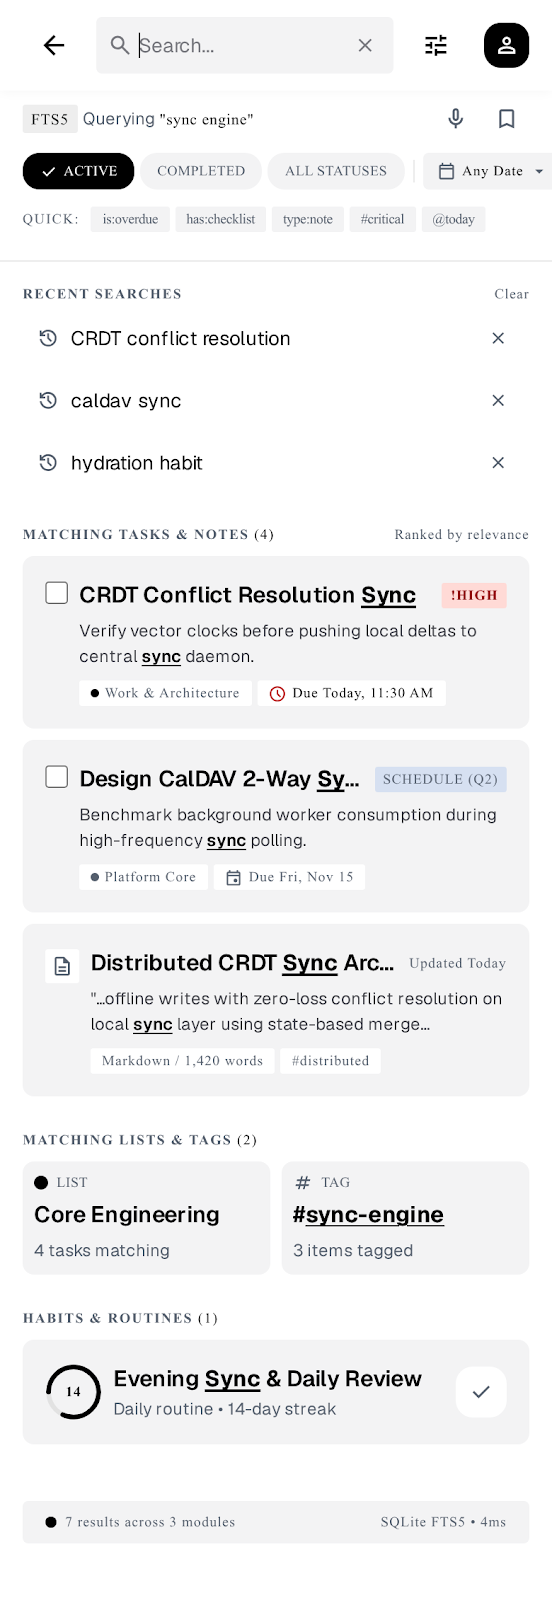 Search...
FTS5 Querying "sync engine"
ACTIVE COMPLETED ALL STATUSES Any Date
QUICK: is:overdue has:checklist type:note #critical @today
RECENT SEARCHES Clear
CRDT conflict resolution
caldav sync
hydration habit
MATCHING TASKS & NOTES (4) Ranked by relevance
CRDT Conflict Resolution Sync !HIGH
Verify vector clocks before pushing local deltas to
central sync daemon.
Work & Architecture Due Today, 11:30 AM
Design CalDAV 2-Way Sy... SCHEDULE (Q2)
Benchmark background worker consumption during
high-frequency sync polling.
Platform Core Due Fri, Nov 15
Distributed CRDT Sync Arc... Updated Today
"...offline writes with zero-loss conflict resolution on
local sync layer using state-based merge...
Markdown / 1,420 words #distributed
MATCHING LISTS & TAGS (2)
LIST # TAG
Core Engineering #sync-engine
4 tasks matching 3 items tagged
HABITS & ROUTINES (1)
14 Evening Sync & Daily Review
Daily routine • 14-day streak
7 results across 3 modules SQLite FTS5 • 4ms